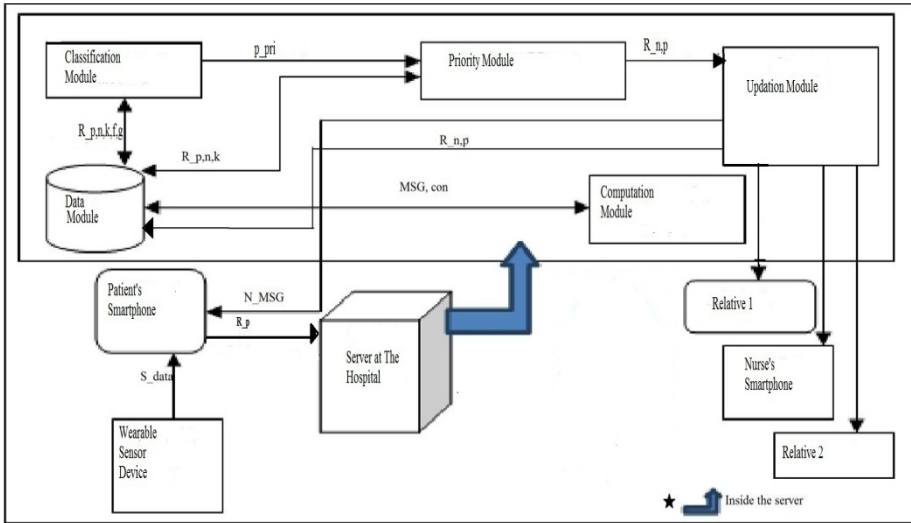 Classification
Module
p_pri
Priority Module
R_n,p
Updation Module
R_p,n,k,f,g
R_p,n,k
R_n,p
Data
Module
MSG, con
Computation
Module
Patient's
Smartphone
N_MSG
R_p
Server at The
Hospital
Relative 1
S_data
Nurse's
Smartphone
Wearable
Sensor
Device
Relative 2
Inside the server